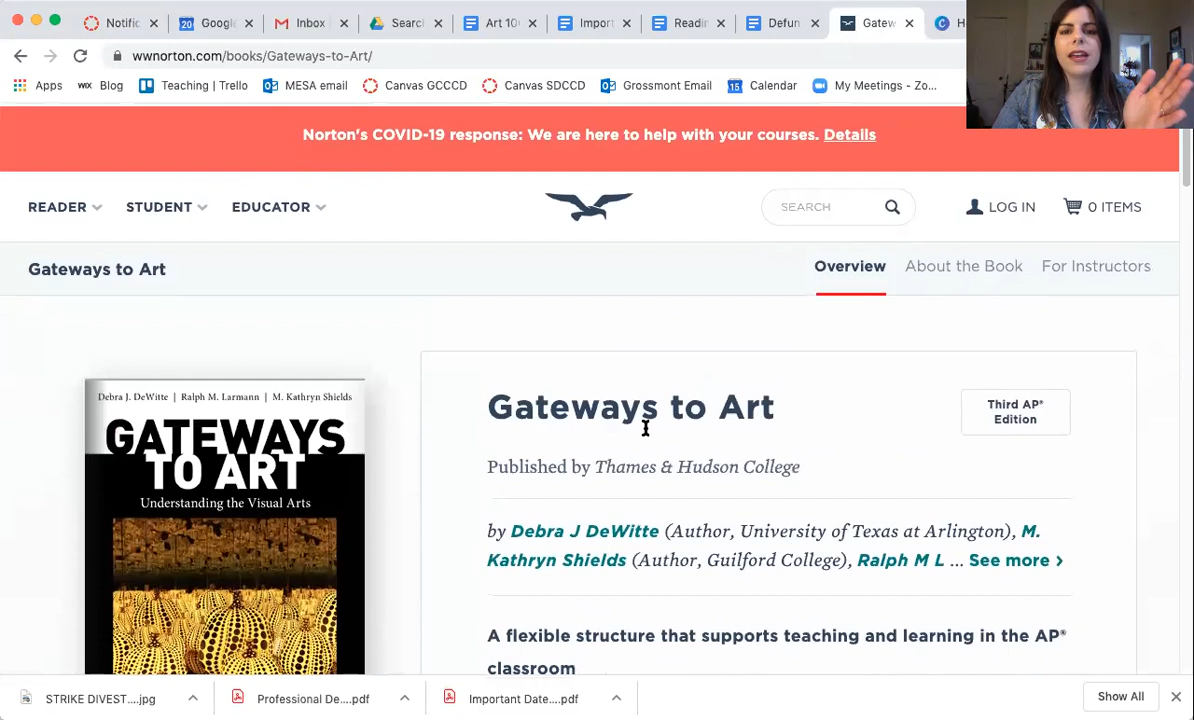 Notific
20 Google
Inbox
Search
Art 10
Import
Readin
Defun
Gatew
C H
wwnorton.com/books/Gateways-to-Art/
Apps WIX Blog Teaching | Trello MESA email Canvas GCCCD Canvas SDCCD Grossmont Email 15 Calendar My Meetings - Zo...
Norton's COVID-19 response: We are here to help with your courses. Details
READER STUDENT EDUCATOR SEARCH LOG IN 0 ITEMS
Gateways to Art Overview About the Book For Instructors
Debra J. DeWitte | Ralph M. Larmann | M. Kathryn Shields
GATEWAYS
TO ART
Understanding the Visual Arts
Gateways to Art
Third AP®
Edition
Published by Thames & Hudson College
by Debra J DeWitte (Author, University of Texas at Arlington), M.
Kathryn Shields (Author, Guilford College), Ralph M L ... See more >
A flexible structure that supports teaching and learning in the AP®
classroom
STRIKE DIVEST....jpg Professional De....pdf Important Date....pdf Show All